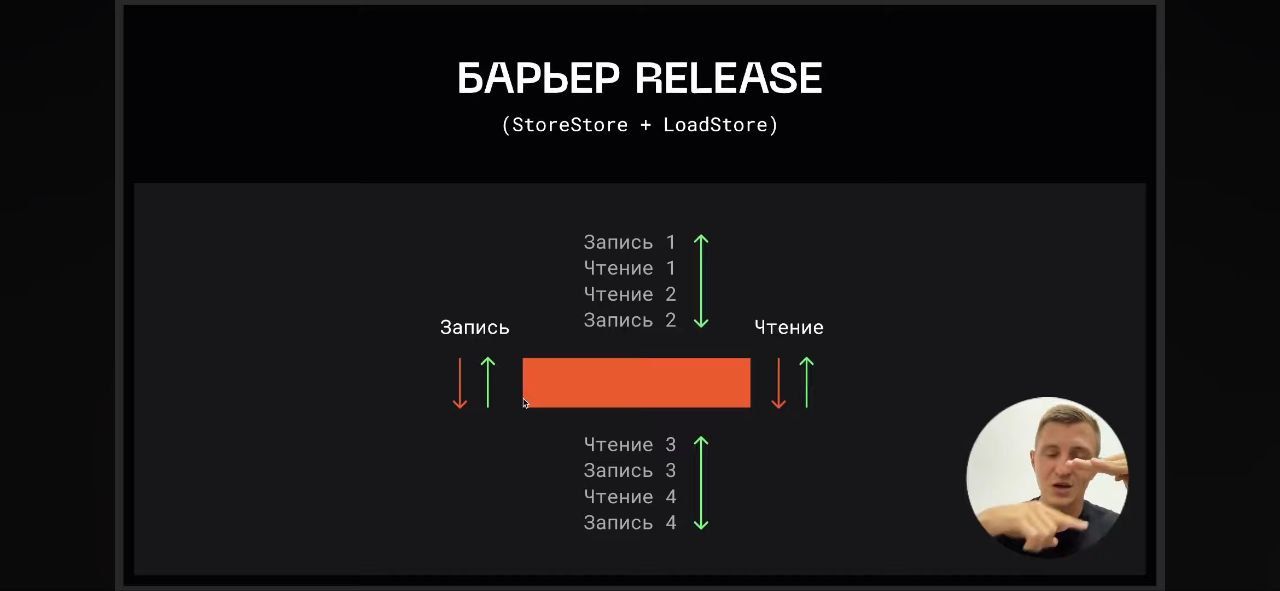 БАРЬЕР RELEASE
(StoreStore + LoadStore)
Запись 1
Чтение 1
Чтение 2
Запись 2
Запись
Чтение
Чтение 3
Запись 3
Чтение 4
Запись 4